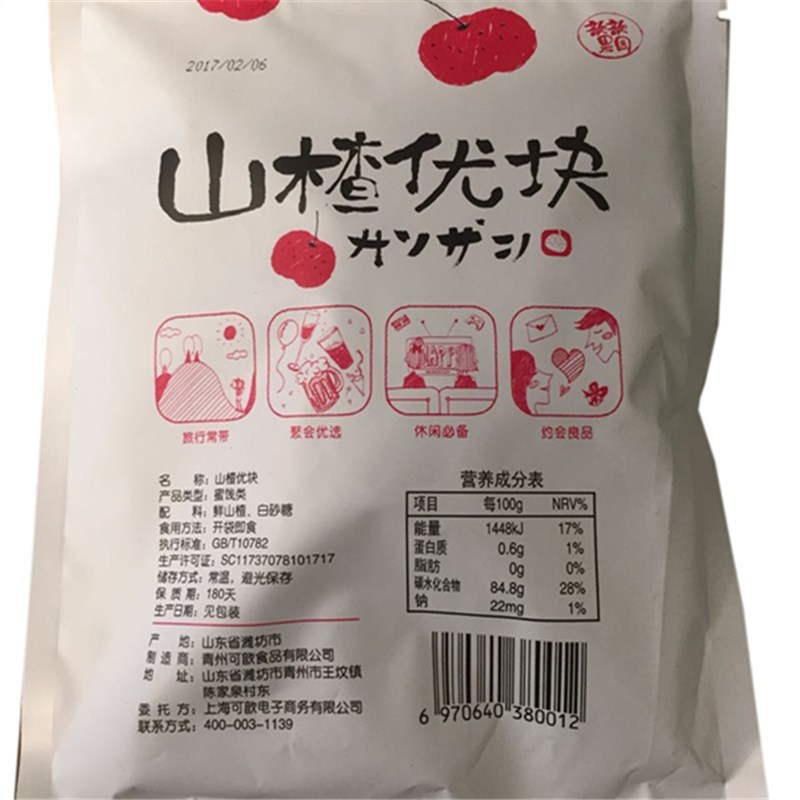 2017/02/06
山楂优块
サンザシ
旅行常带
聚会优选
休闲必备
约会良品
名 称：山楂优块
产品类型：蜜饯类
配 料：鲜山楂、白砂糖
食用方法：开袋即食
执行标准：GB/T10782
生产许可证：SC11737078101717
储存方式：常温，避光保存
保 质 期：180天
生产日期：见包装
产 地：山东省潍坊市
制 造 商：青州可歆食品有限公司
地 址：山东省潍坊市青州市王坟镇
陈家泉村东
委 托 方：上海可歆电子商务有限公司
联系方式：400-003-1139
营养成分表
项目 每100g NRV%
能量 1448kJ 17%
蛋白质 0.6g 1%
脂肪 0g 0%
碳水化合物 84.8g 28%
钠 22mg 1%
6 970640 380012